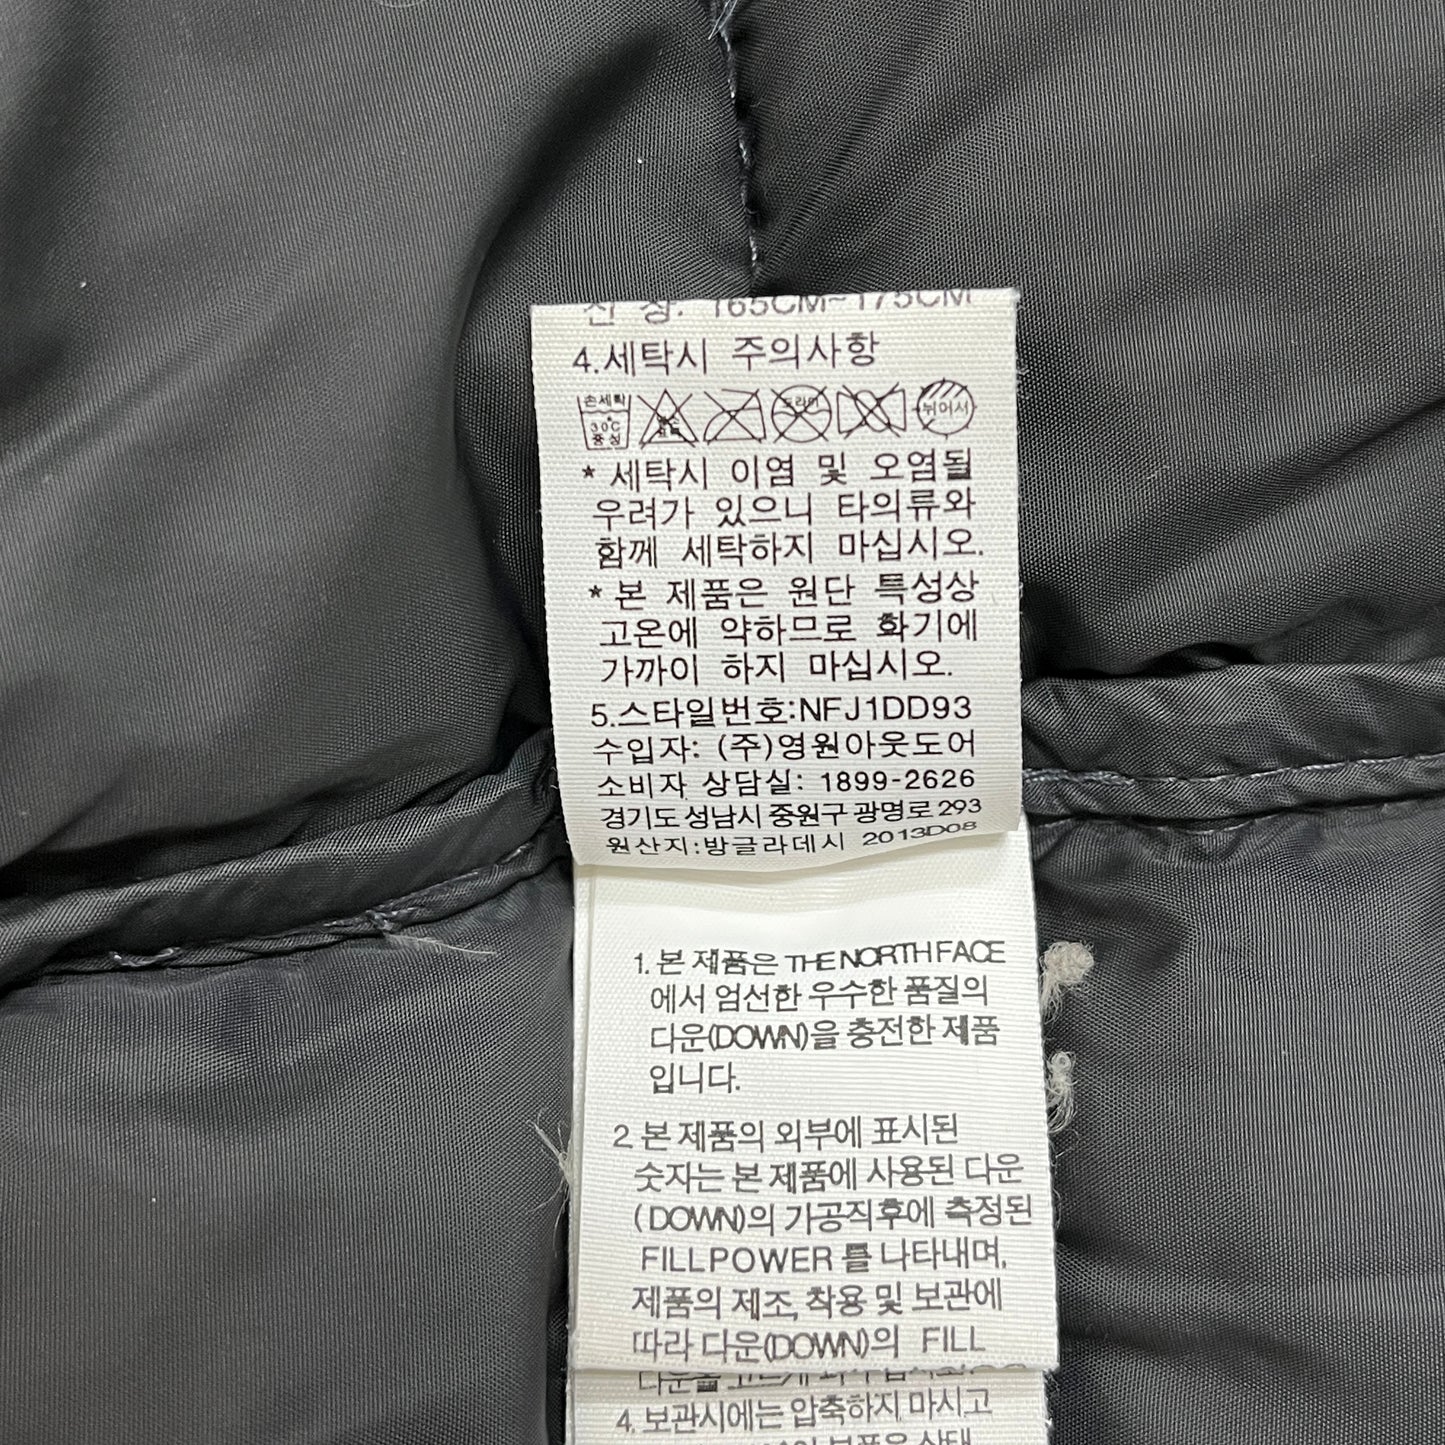 신 장: 165CM~175CM
4.세탁시 주의사항
손세탁 30℃ 중성 드라이 뉘어서
* 세탁시 이염 및 오염될
우려가 있으니 타의류와
함께 세탁하지 마십시오.
* 본 제품은 원단 특성상
고온에 약하므로 화기에
가까이 하지 마십시오.
5.스타일번호:NFJ1DD93
수입자: (주)영원아웃도어
소비자 상담실: 1899-2626
경기도 성남시 중원구 광명로 293
원산지:방글라데시 2013D08
1. 본 제품은 THE NORTH FACE
에서 엄선한 우수한 품질의
다운(DOWN)을 충전한 제품
입니다.
2. 본 제품의 외부에 표시된
숫자는 본 제품에 사용된 다운
(DOWN)의 가공직후에 측정된
FILL POWER 를 나타내며,
제품의 제조, 착용 및 보관에
따라 다운(DOWN)의 FILL
다운을
4. 보관시에는 압축하지 마시고